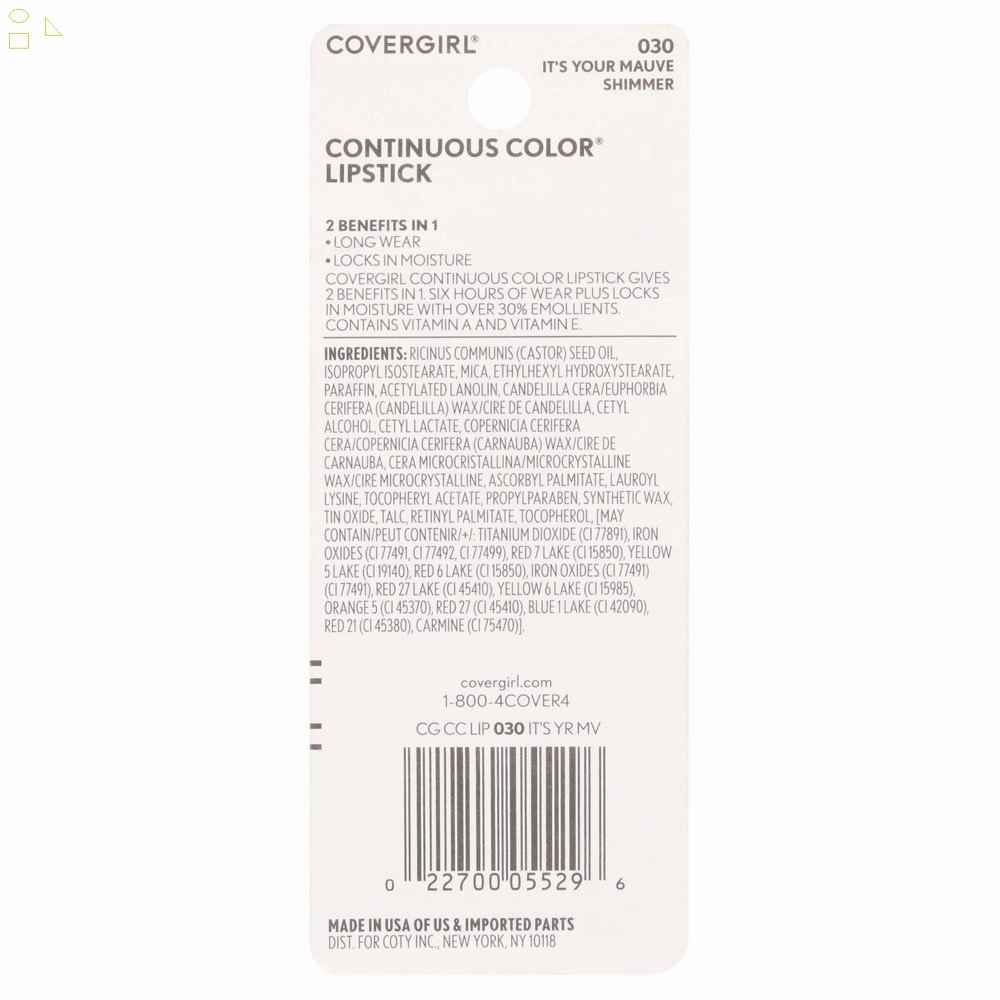 COVERGIRL®
030
IT'S YOUR MAUVE
SHIMMER
CONTINUOUS COLOR®
LIPSTICK
2 BENEFITS IN 1
• LONG WEAR
• LOCKS IN MOISTURE
COVERGIRL CONTINUOUS COLOR LIPSTICK GIVES
2 BENEFITS IN 1. SIX HOURS OF WEAR PLUS LOCKS
IN MOISTURE WITH OVER 30% EMOLLIENTS.
CONTAINS VITAMIN A AND VITAMIN E.
INGREDIENTS: RICINUS COMMUNIS (CASTOR) SEED OIL,
ISOPROPYL ISOSTEARATE, MICA, ETHYLHEXYL HYDROXYSTEARATE,
PARAFFIN, ACETYLATED LANOLIN, CANDELILLA CERA/EUPHORBIA
CERIFERA (CANDELILLA) WAX/CIRE DE CANDELILLA, CETYL
ALCOHOL, CETYL LACTATE, COPERNICIA CERIFERA
CERA/COPERNICIA CERIFERA (CARNAUBA) WAX/CIRE DE
CARNAUBA, CERA MICROCRISTALLINA/MICROCRYSTALLINE
WAX/CIRE MICROCRYSTALLINE, ASCORBYL PALMITATE, LAUROYL
LYSINE, TOCOPHERYL ACETATE, PROPYLPARABEN, SYNTHETIC WAX,
TIN OXIDE, TALC, RETINYL PALMITATE, TOCOPHEROL, [MAY
CONTAIN/PEUT CONTENIR/+/: TITANIUM DIOXIDE (CI 77891), IRON
OXIDES (CI 77491, CI 77492, CI 77499), RED 7 LAKE (CI 15850), YELLOW
5 LAKE (CI 19140), RED 6 LAKE (CI 15850), IRON OXIDES (CI 77491)
(CI 77491), RED 27 LAKE (CI 45410), YELLOW 6 LAKE (CI 15985),
ORANGE 5 (CI 45370), RED 27 (CI 45410), BLUE 1 LAKE (CI 42090),
RED 21 (CI 45380), CARMINE (CI 75470)].
covergirl.com
1-800-4COVER4
CG CC LIP 030 IT'S YR MV
0 22700 05529 6
MADE IN USA OF US & IMPORTED PARTS
DIST. FOR COTY INC., NEW YORK, NY 10118